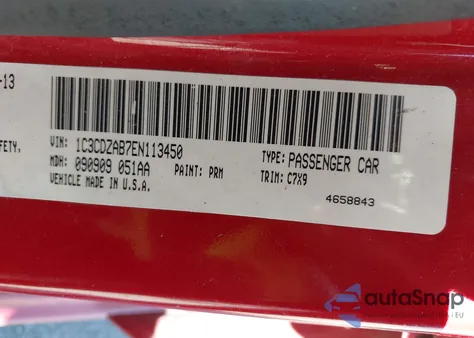 -13
FETY.
VIN: 1C3CDZAB7EN113450
TYPE: PASSENGER CAR
MDH: 090909 051AA
PAINT: PRM
TRIM: C7X9
VEHICLE MADE IN U.S.A.
4658843
autoSnap